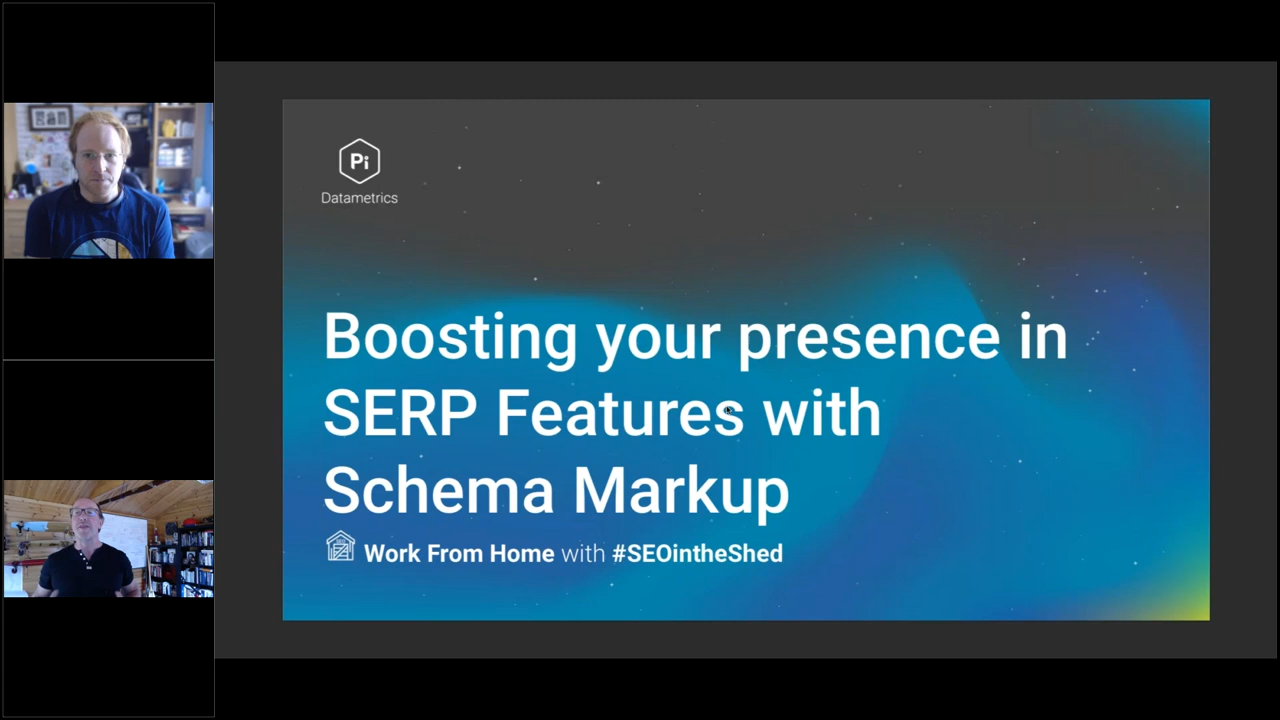 Pi
Datametrics
Boosting your presence in
SERP Features with
Schema Markup
Work From Home with #SEOintheShed